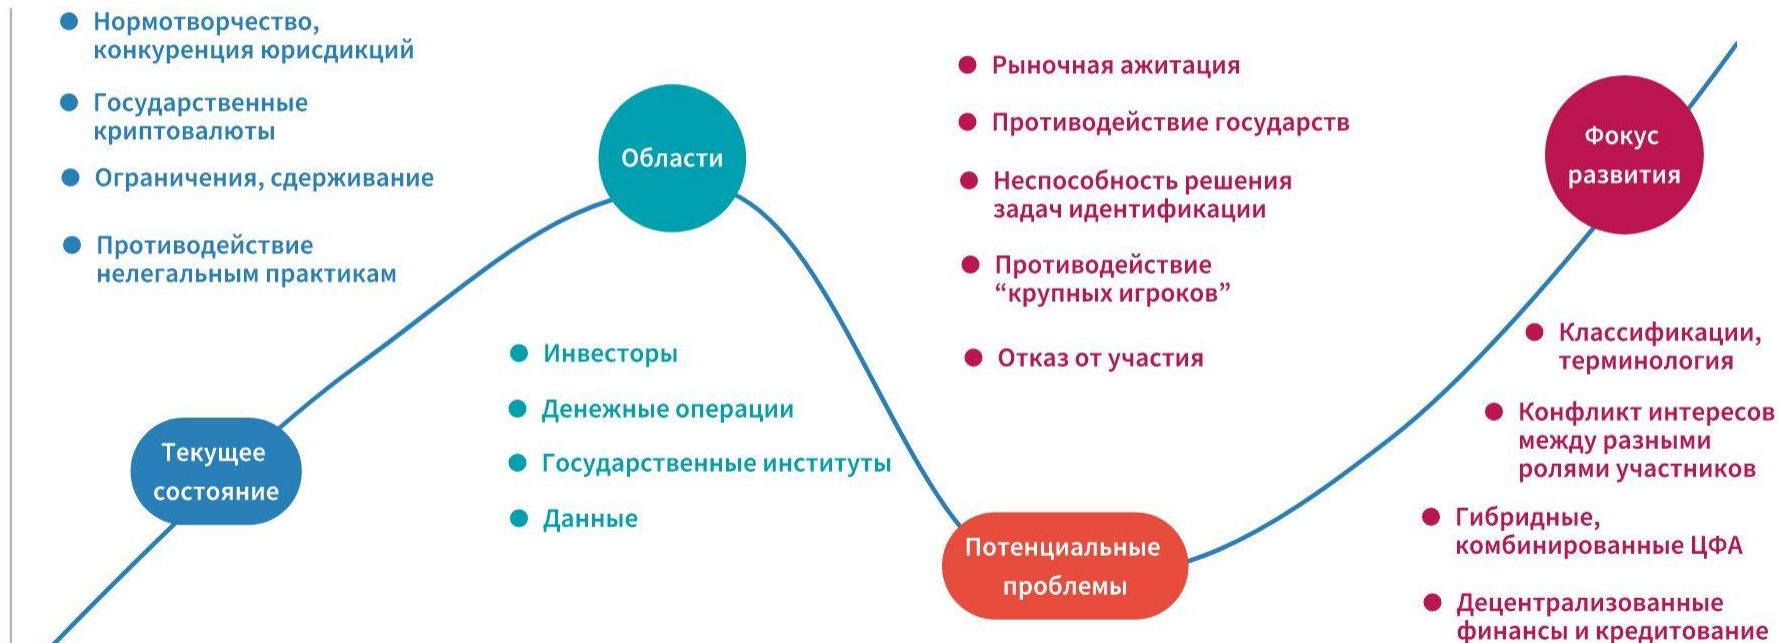 Нормотворчество,
конкуренция юрисдикций
Государственные
криптовалюты
Ограничения, сдерживание
Противодействие
нелегальным практикам
Текущее
состояние
Области
Инвесторы
Денежные операции
Государственные институты
Данные
Рыночная ажитация
Противодействие государств
Неспособность решения
задач идентификации
Противодействие
“крупных игроков”
Отказ от участия
Потенциальные
проблемы
Фокус
развития
Классификации,
терминология
Конфликт интересов
между разными
ролями участников
Гибридные,
комбинированные ЦФА
Децентрализованные
финансы и кредитование